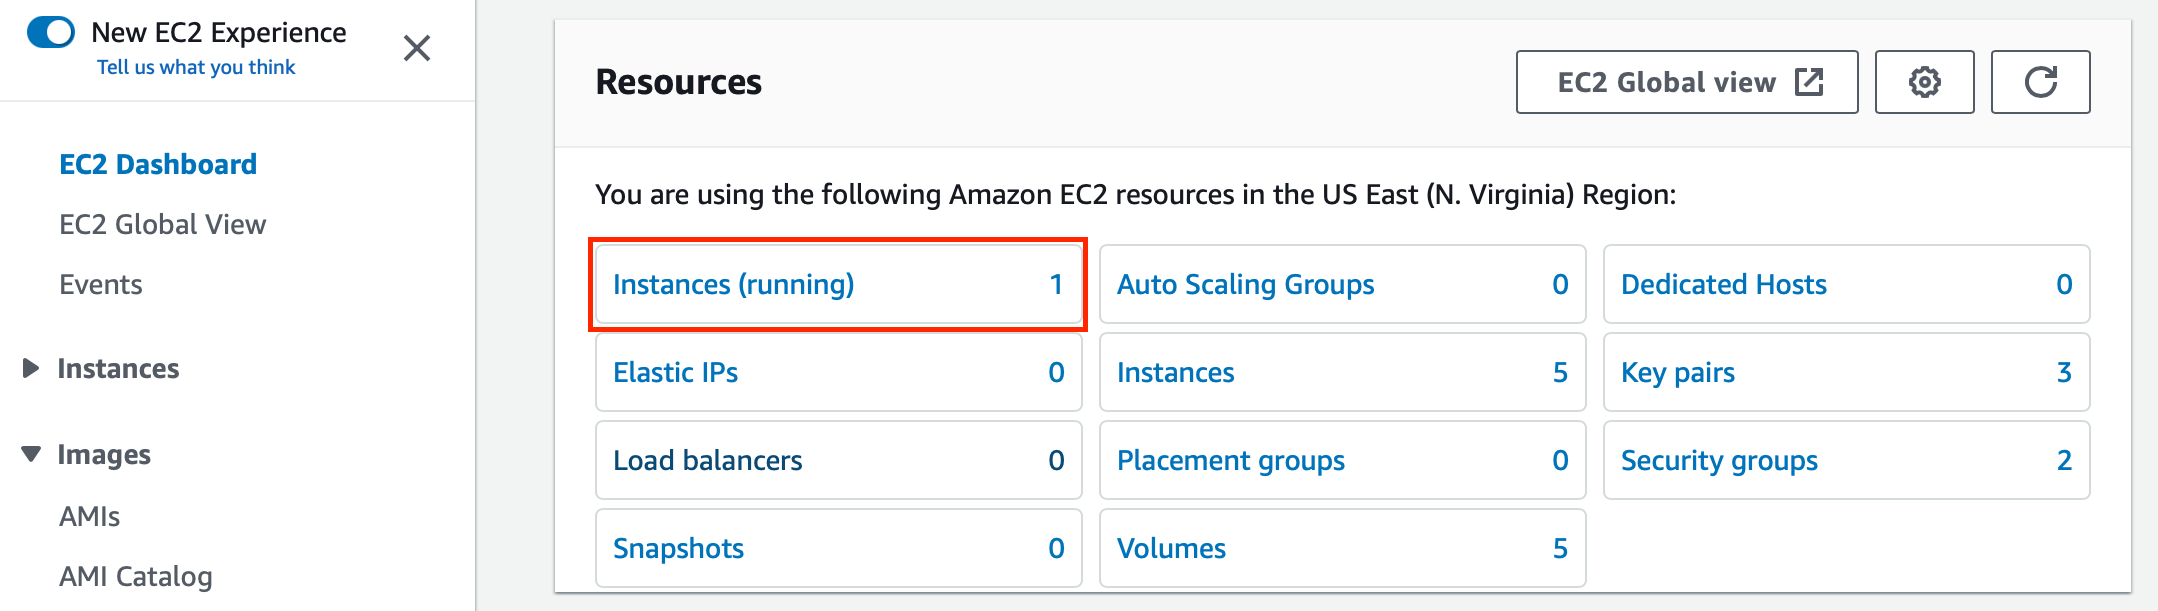 New EC2 Experience
Tell us what you think
EC2 Dashboard
EC2 Global View
Events
Instances
Images
AMIs
AMI Catalog
Resources
EC2 Global view
You are using the following Amazon EC2 resources in the US East (N. Virginia) Region:
Instances (running) 1
Auto Scaling Groups 0
Dedicated Hosts 0
Elastic IPs 0
Instances 5
Key pairs 3
Load balancers 0
Placement groups 0
Security groups 2
Snapshots 0
Volumes 5